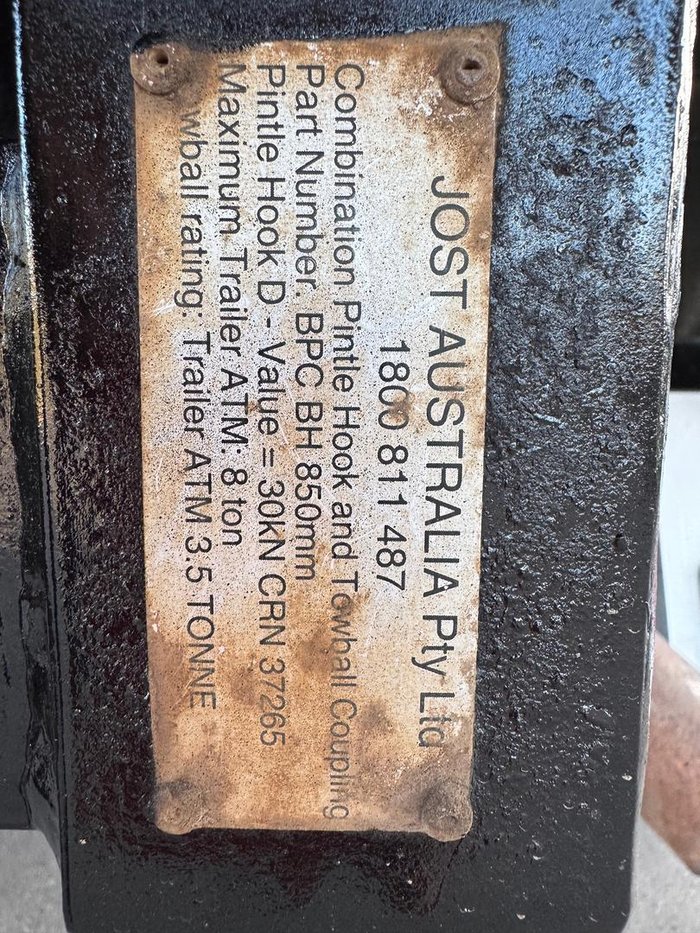 JOST AUSTRALIA Pty Ltd
1800 811 487
Combination Pintle Hook and Towball Coupling
Part Number: BPC BH 850mm
Pintle Hook D - Value = 30kN CRN 37265
Maximum Trailer ATM: 8 ton
wball rating: Trailer ATM 3.5 TONNE